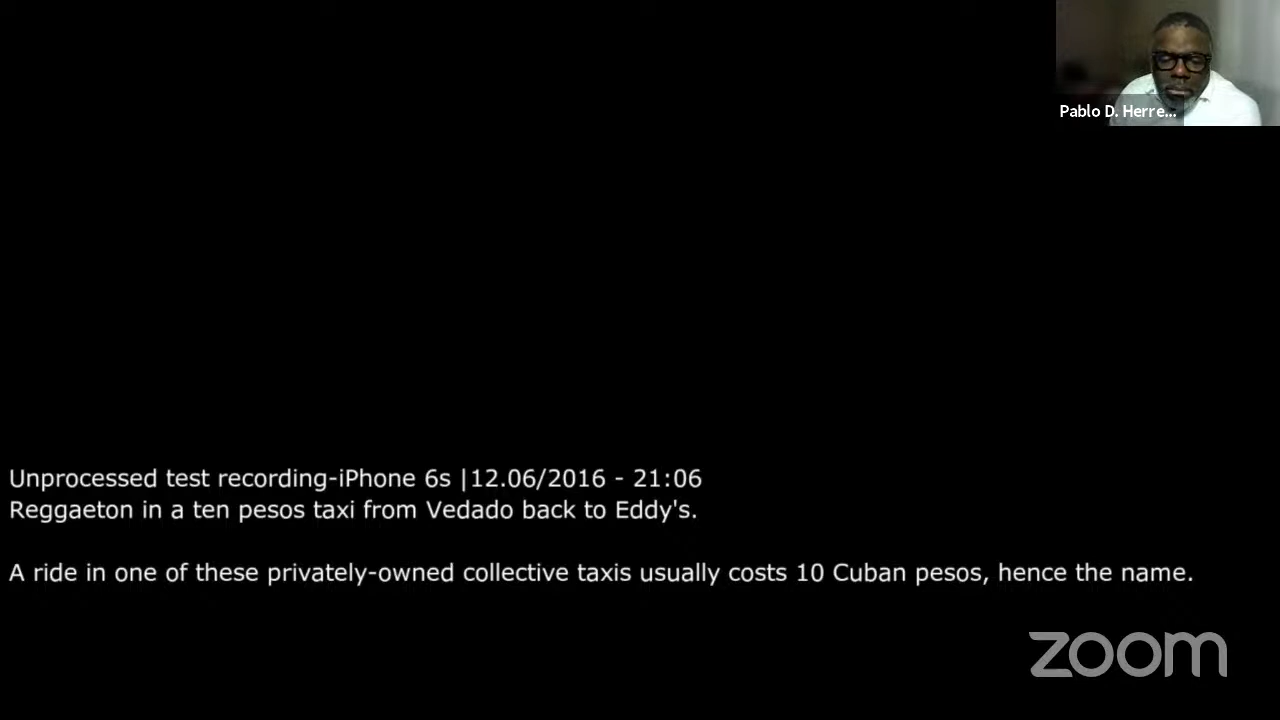 Pablo D. Herre...
Unprocessed test recording-iPhone 6s |12.06/2016 - 21:06
Reggaeton in a ten pesos taxi from Vedado back to Eddy's.
A ride in one of these privately-owned collective taxis usually costs 10 Cuban pesos, hence the name.
zoom